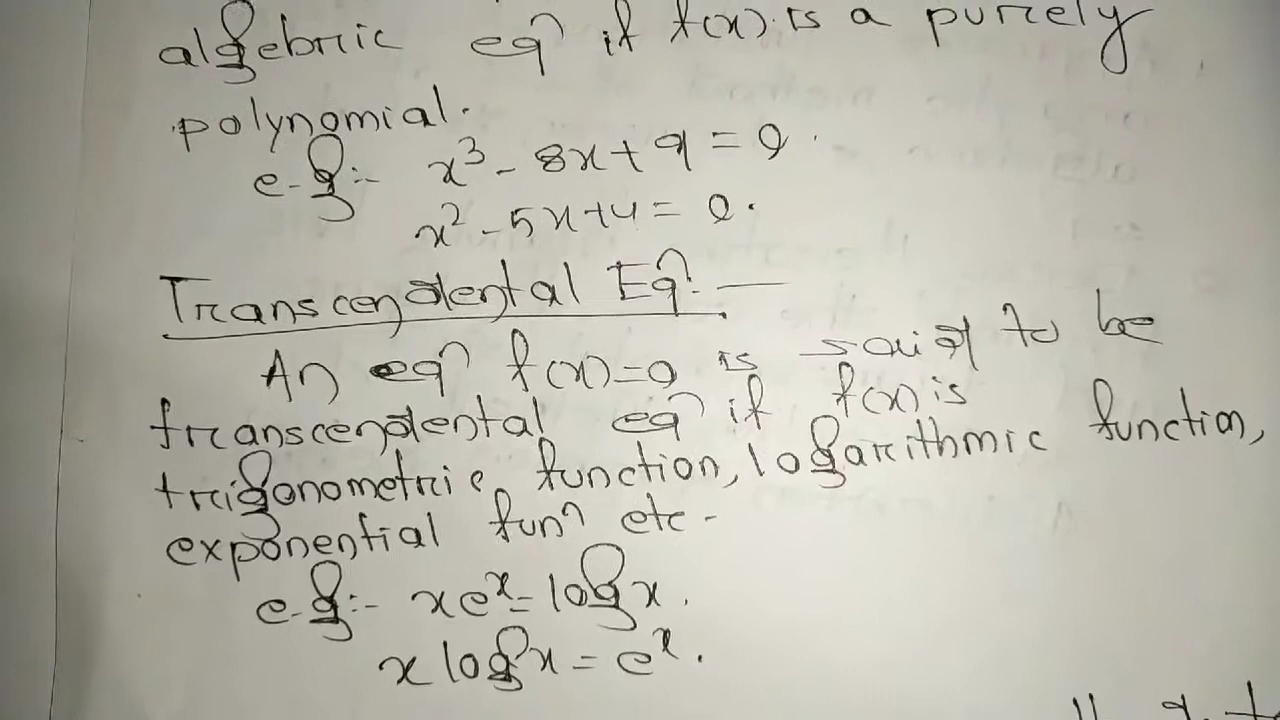 algebric eqⁿ if f(x) is a purely
polynomial.
e.g:- x³ - 8x + 9 = 0.
x² - 5x + 4 = 0.
Transcendental Eqⁿ: —
An eqⁿ f(x)=0 is said to be
transcendental eqⁿ if f(x) is
trigonometric function, logarithmic function,
exponential funⁿ etc.
e.g:- xeˣ = log x.
x log x = eˣ.